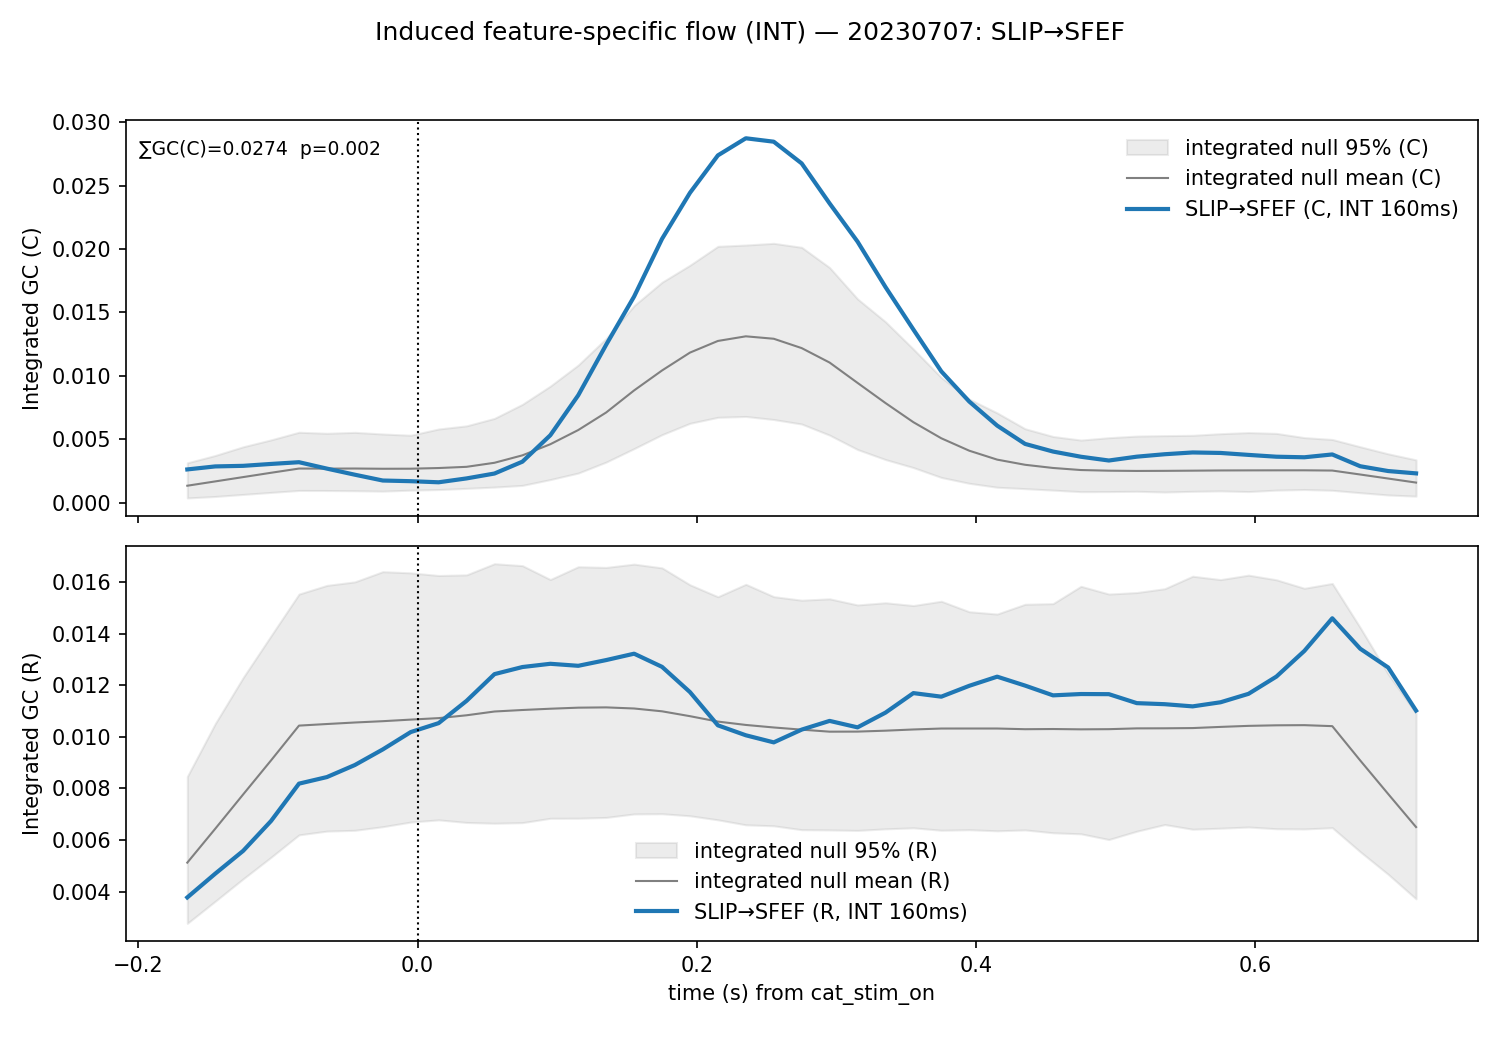 Induced feature-specific flow (INT) — 20230707: SLIP→SFEF
∑GC(C)=0.0274  p=0.002
integrated null 95% (C)
integrated null mean (C)
SLIP→SFEF (C, INT 160ms)
Integrated GC (C)
0.030
0.025
0.020
0.015
0.010
0.005
0.000
Integrated GC (R)
0.016
0.014
0.012
0.010
0.008
0.006
0.004
integrated null 95% (R)
integrated null mean (R)
SLIP→SFEF (R, INT 160ms)
−0.2 0.0 0.2 0.4 0.6
time (s) from cat_stim_on